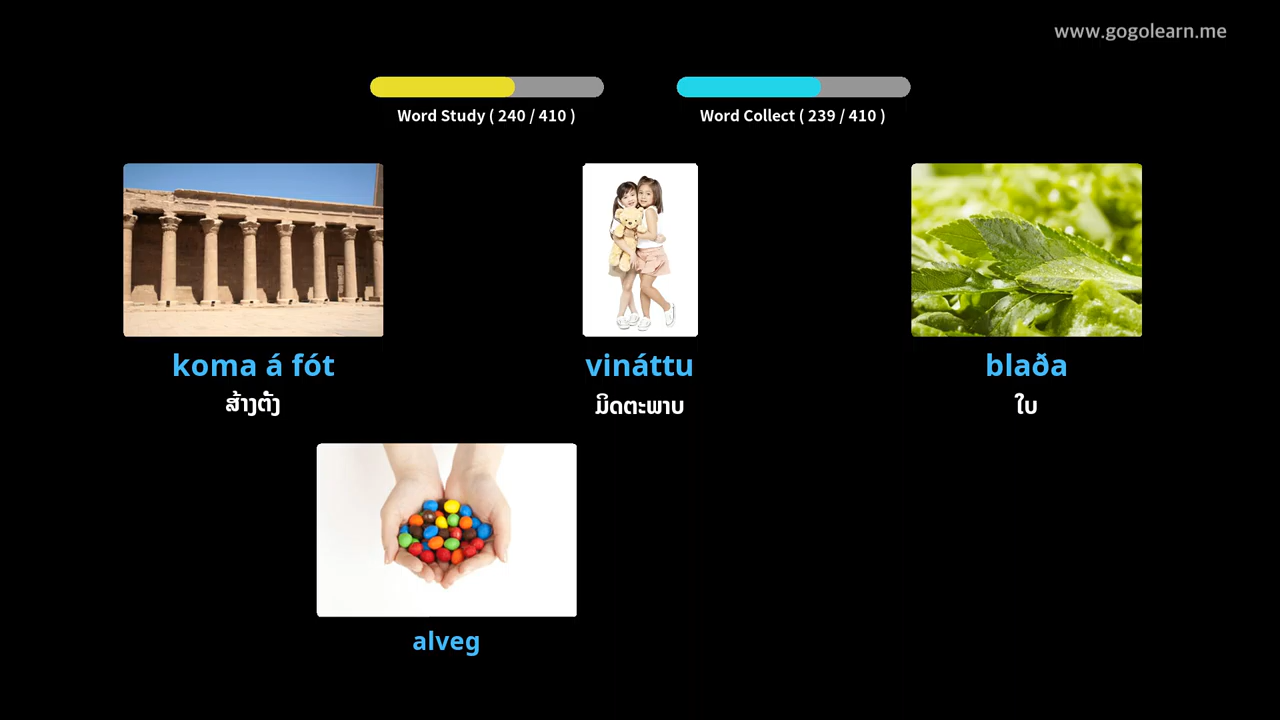 www.gogolearn.me
Word Study ( 240 / 410 )
Word Collect ( 239 / 410 )
koma á fót
ສ້າງຕັ້ງ
vináttu
ມິດຕະພາບ
blaða
ໃບ
alveg